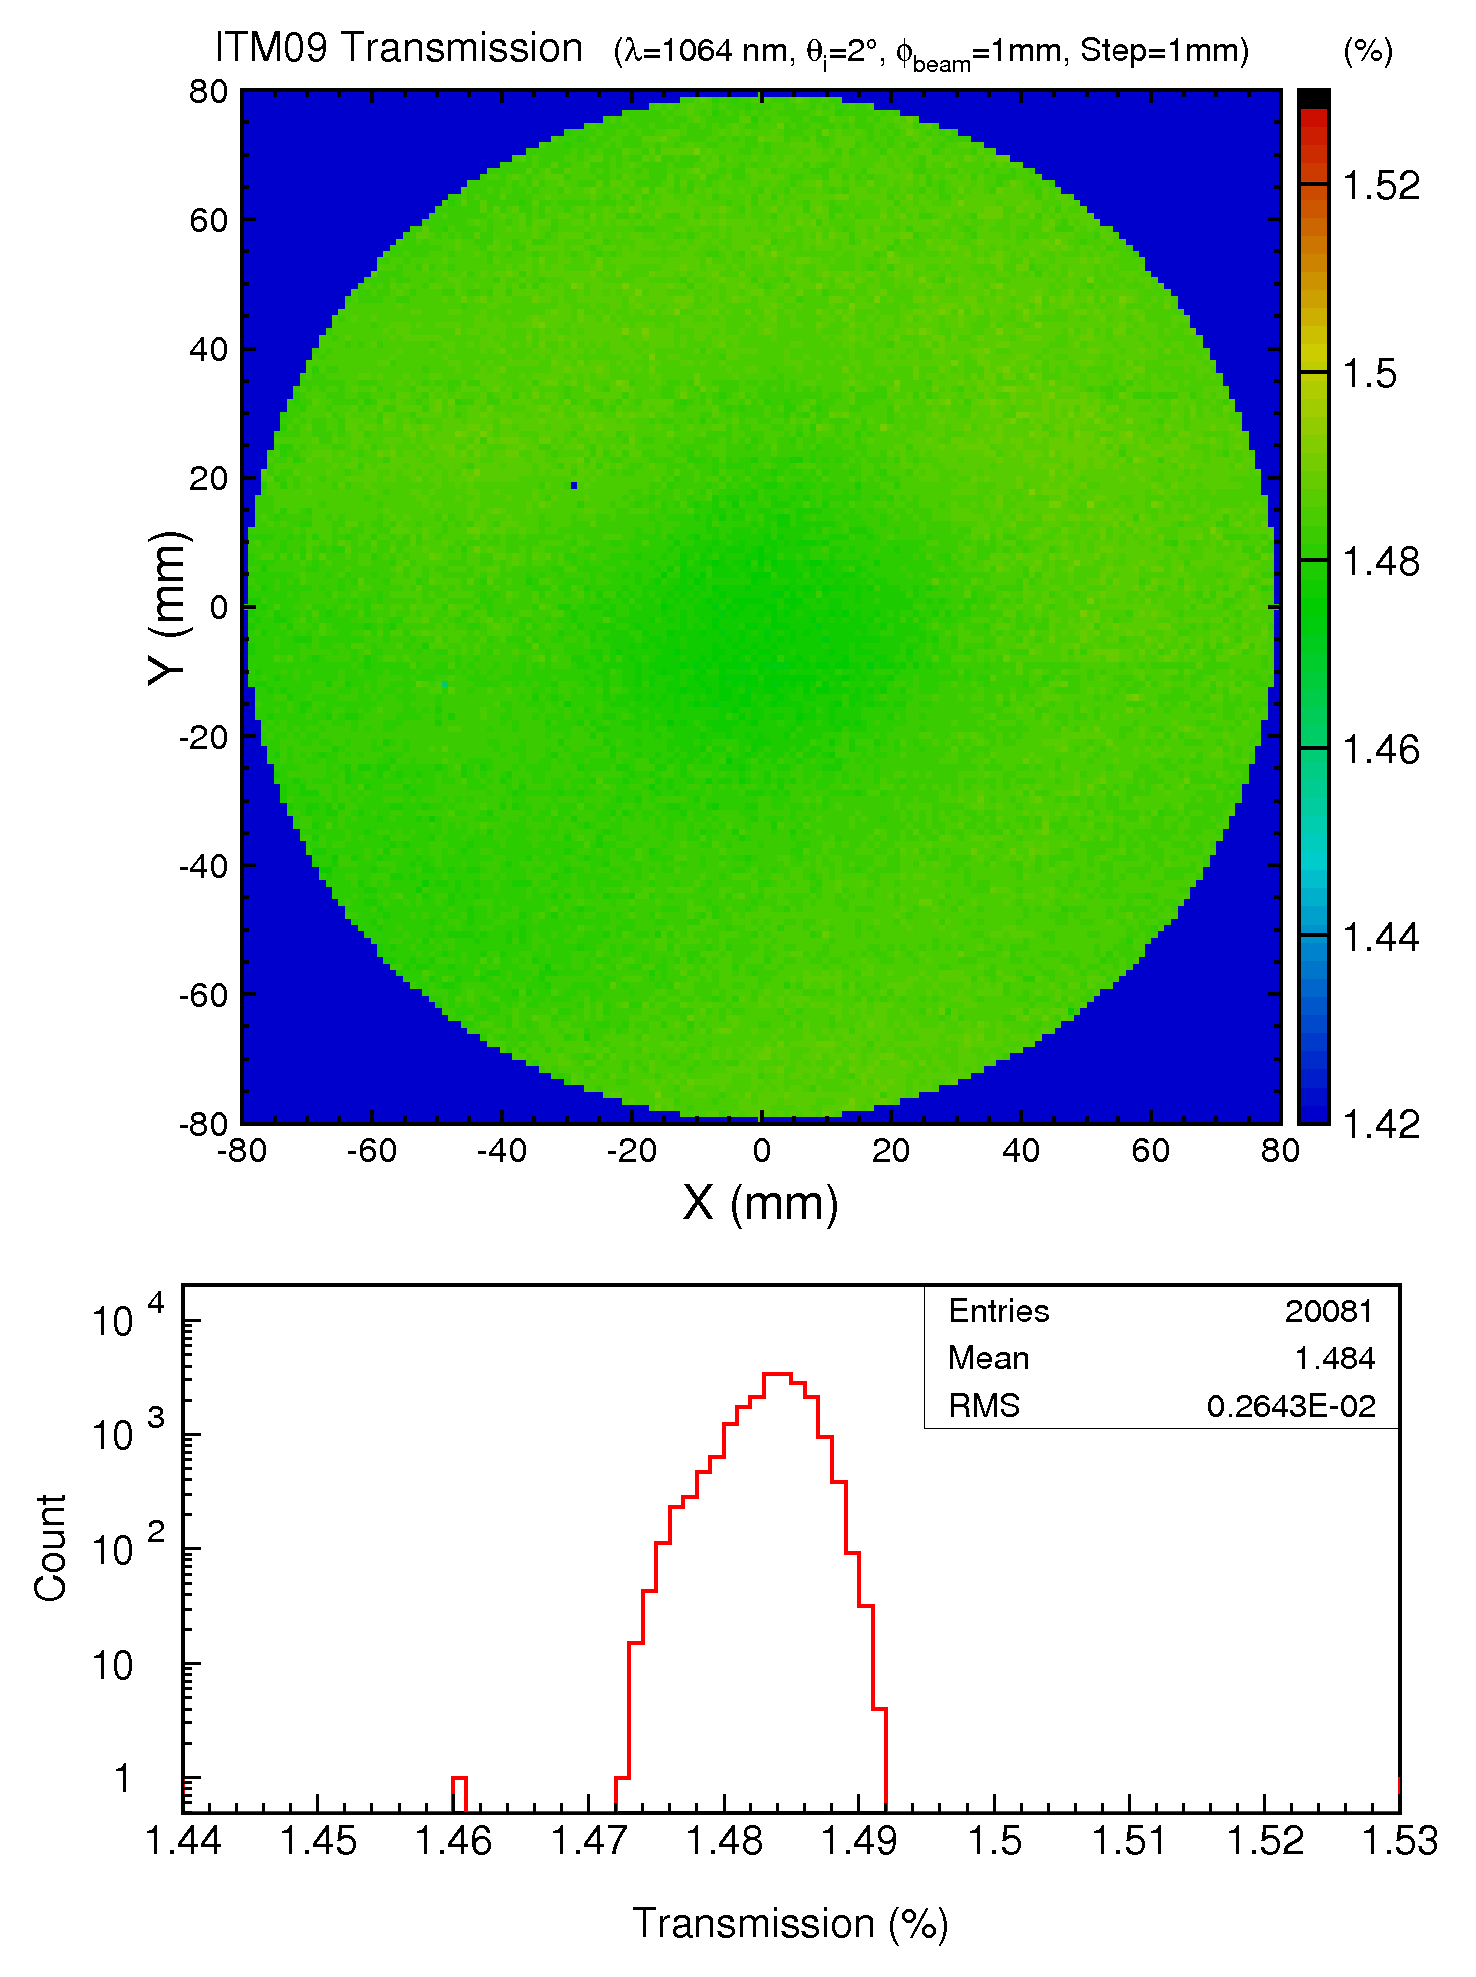 ITM09 Transmission (λ=1064 nm, θi=2°, ϕbeam=1mm, Step=1mm) (%)
80
60
40
20
0
-20
-40
-60
-80
Y (mm)
-80 -60 -40 -20 0 20 40 60 80
X (mm)
1.52
1.5
1.48
1.46
1.44
1.42
Entries 20081
Mean 1.484
RMS 0.2643E-02
10 4
10 3
10 2
10
1
Count
1.44 1.45 1.46 1.47 1.48 1.49 1.5 1.51 1.52 1.53
Transmission (%)